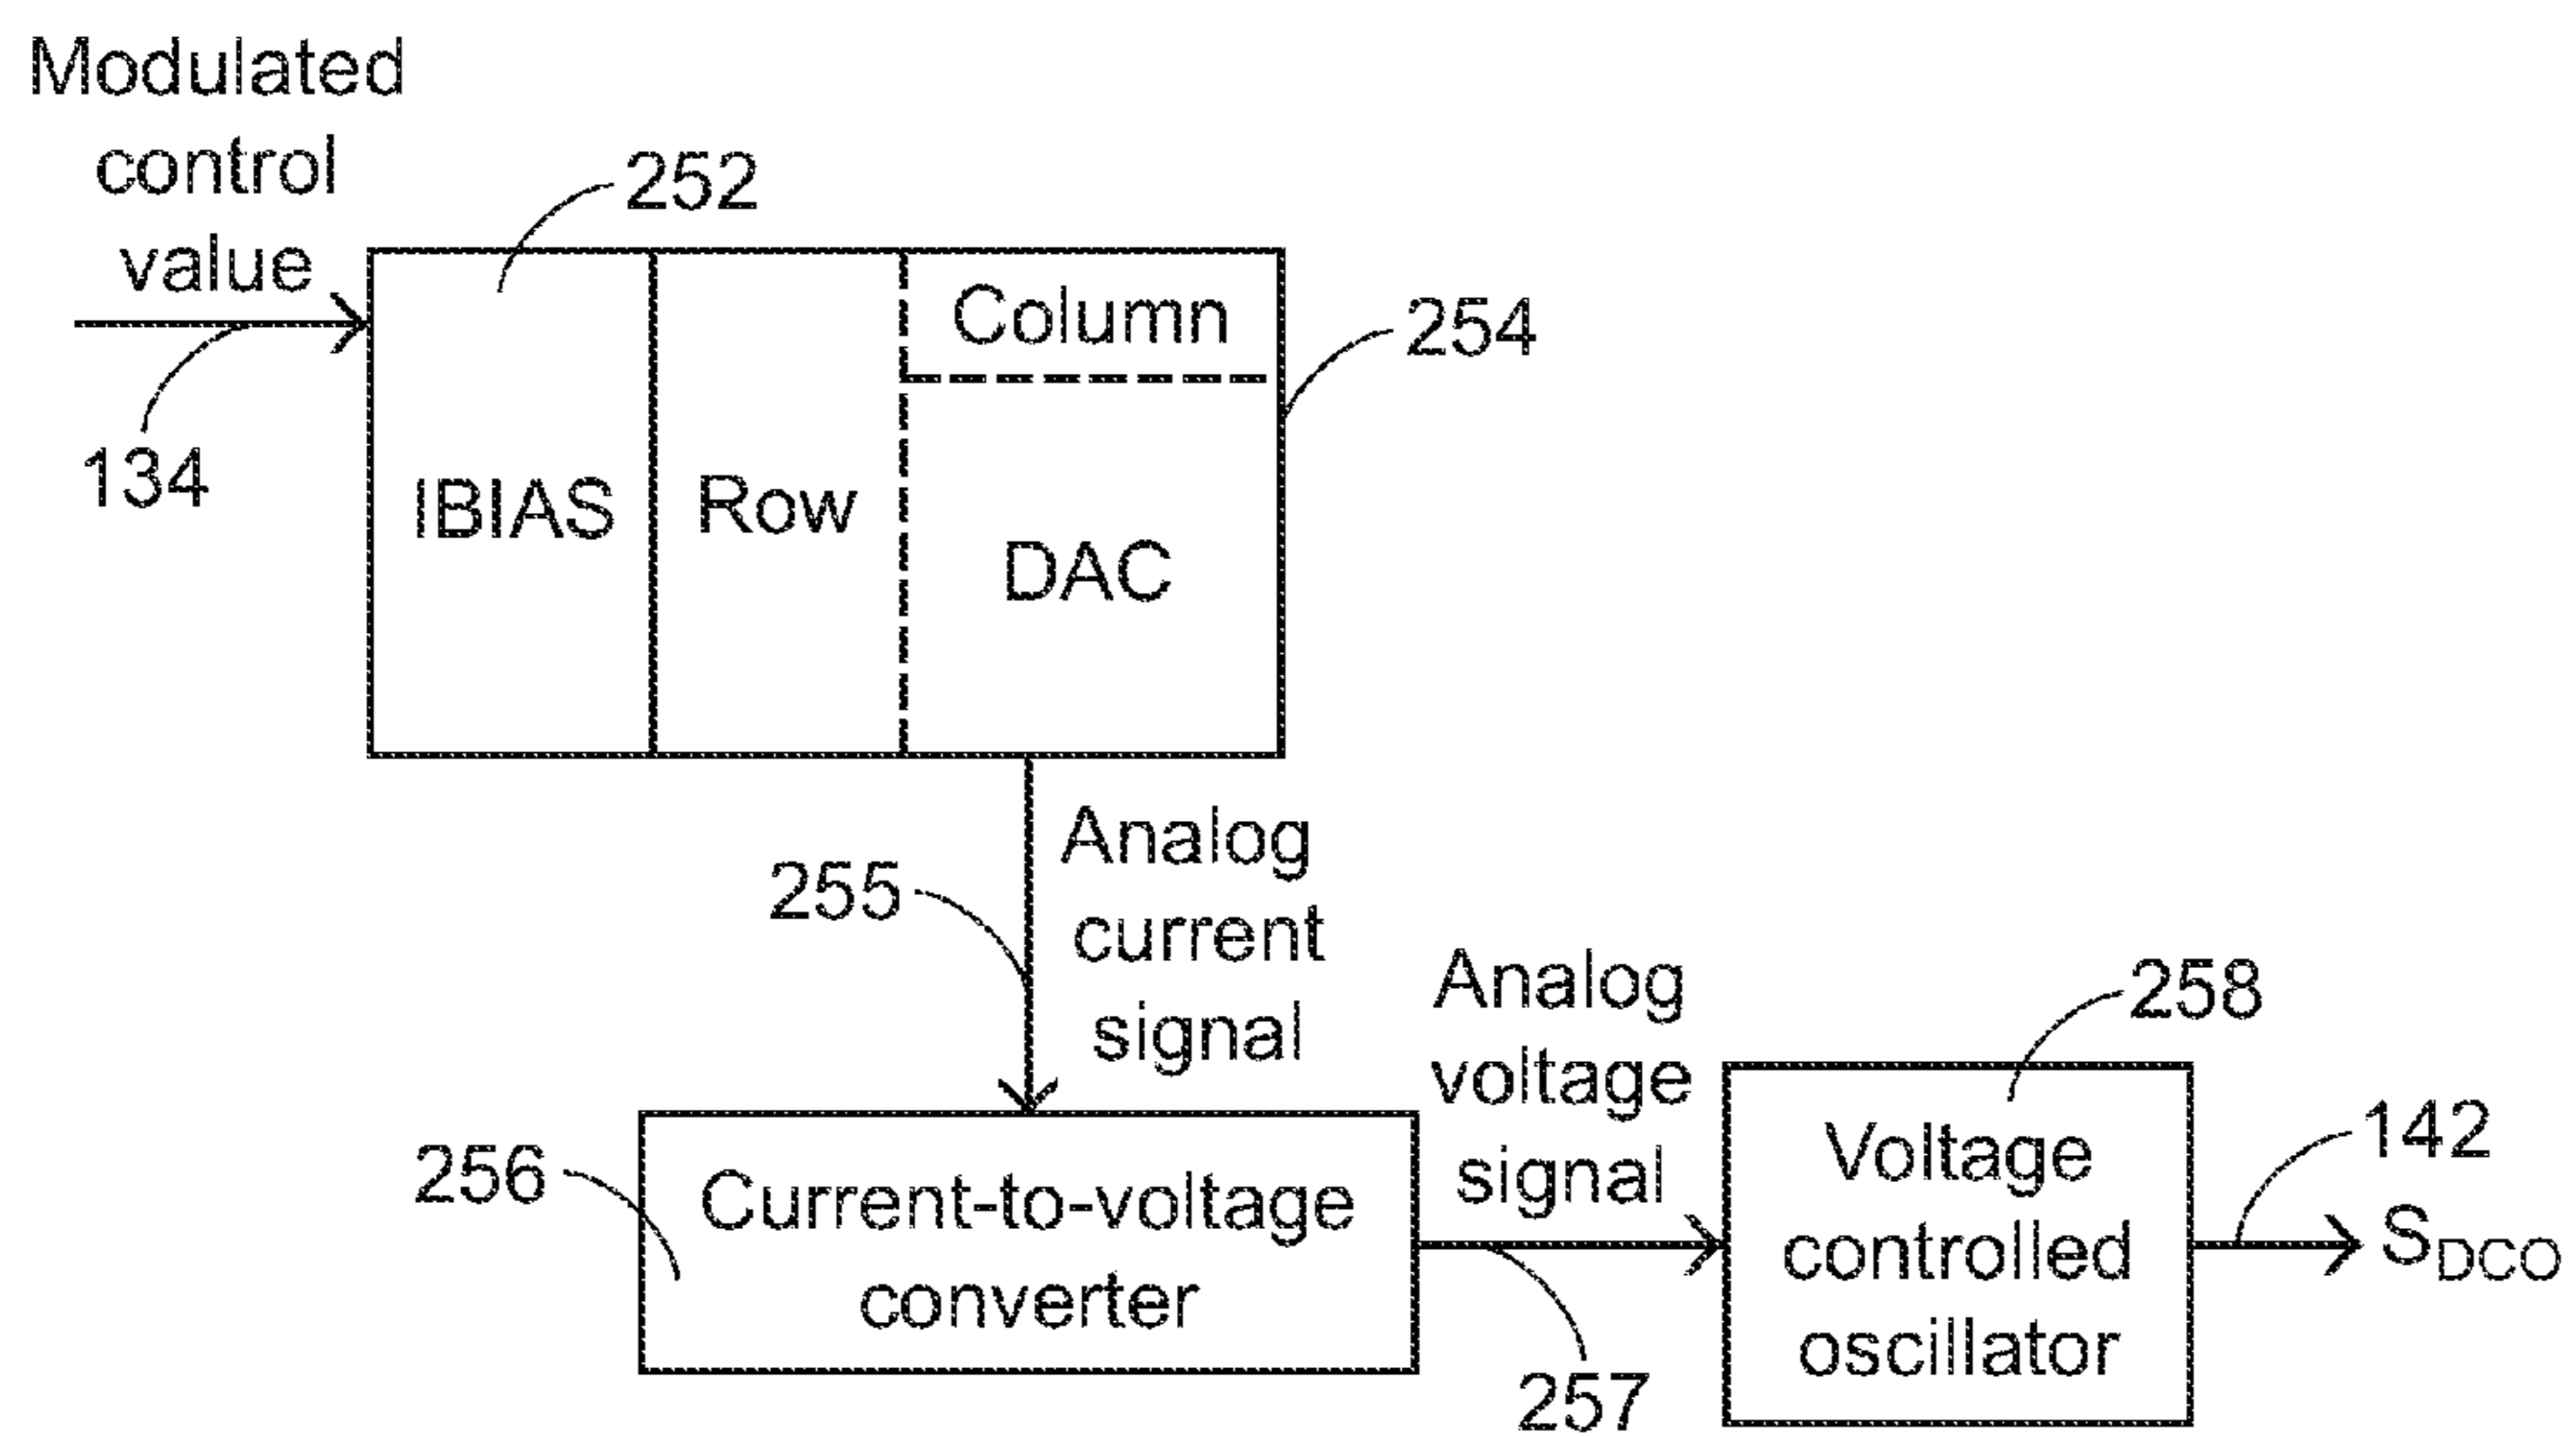 Modulated
control
value
252
134
IBIAS
Row
Column
DAC
254
255
Analog
current
signal
256
Current-to-voltage
converter
Analog
voltage
signal
257
258
Voltage
controlled
oscillator
142
SDCO